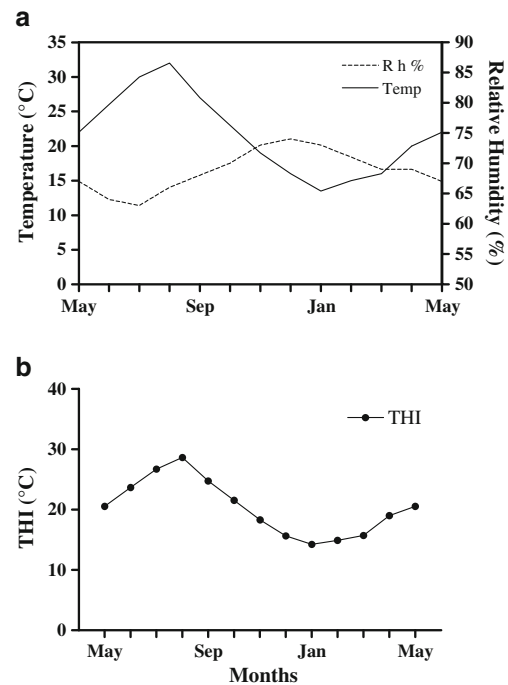 a
35
30
25
20
15
10
5
0
Temperature (°C)
R h %
Temp
90
85
80
75
70
65
60
55
50
Relative Humidity (%)
May Sep Jan May
b
40
30
20
10
0
THI (°C)
THI
May Sep Jan May
Months